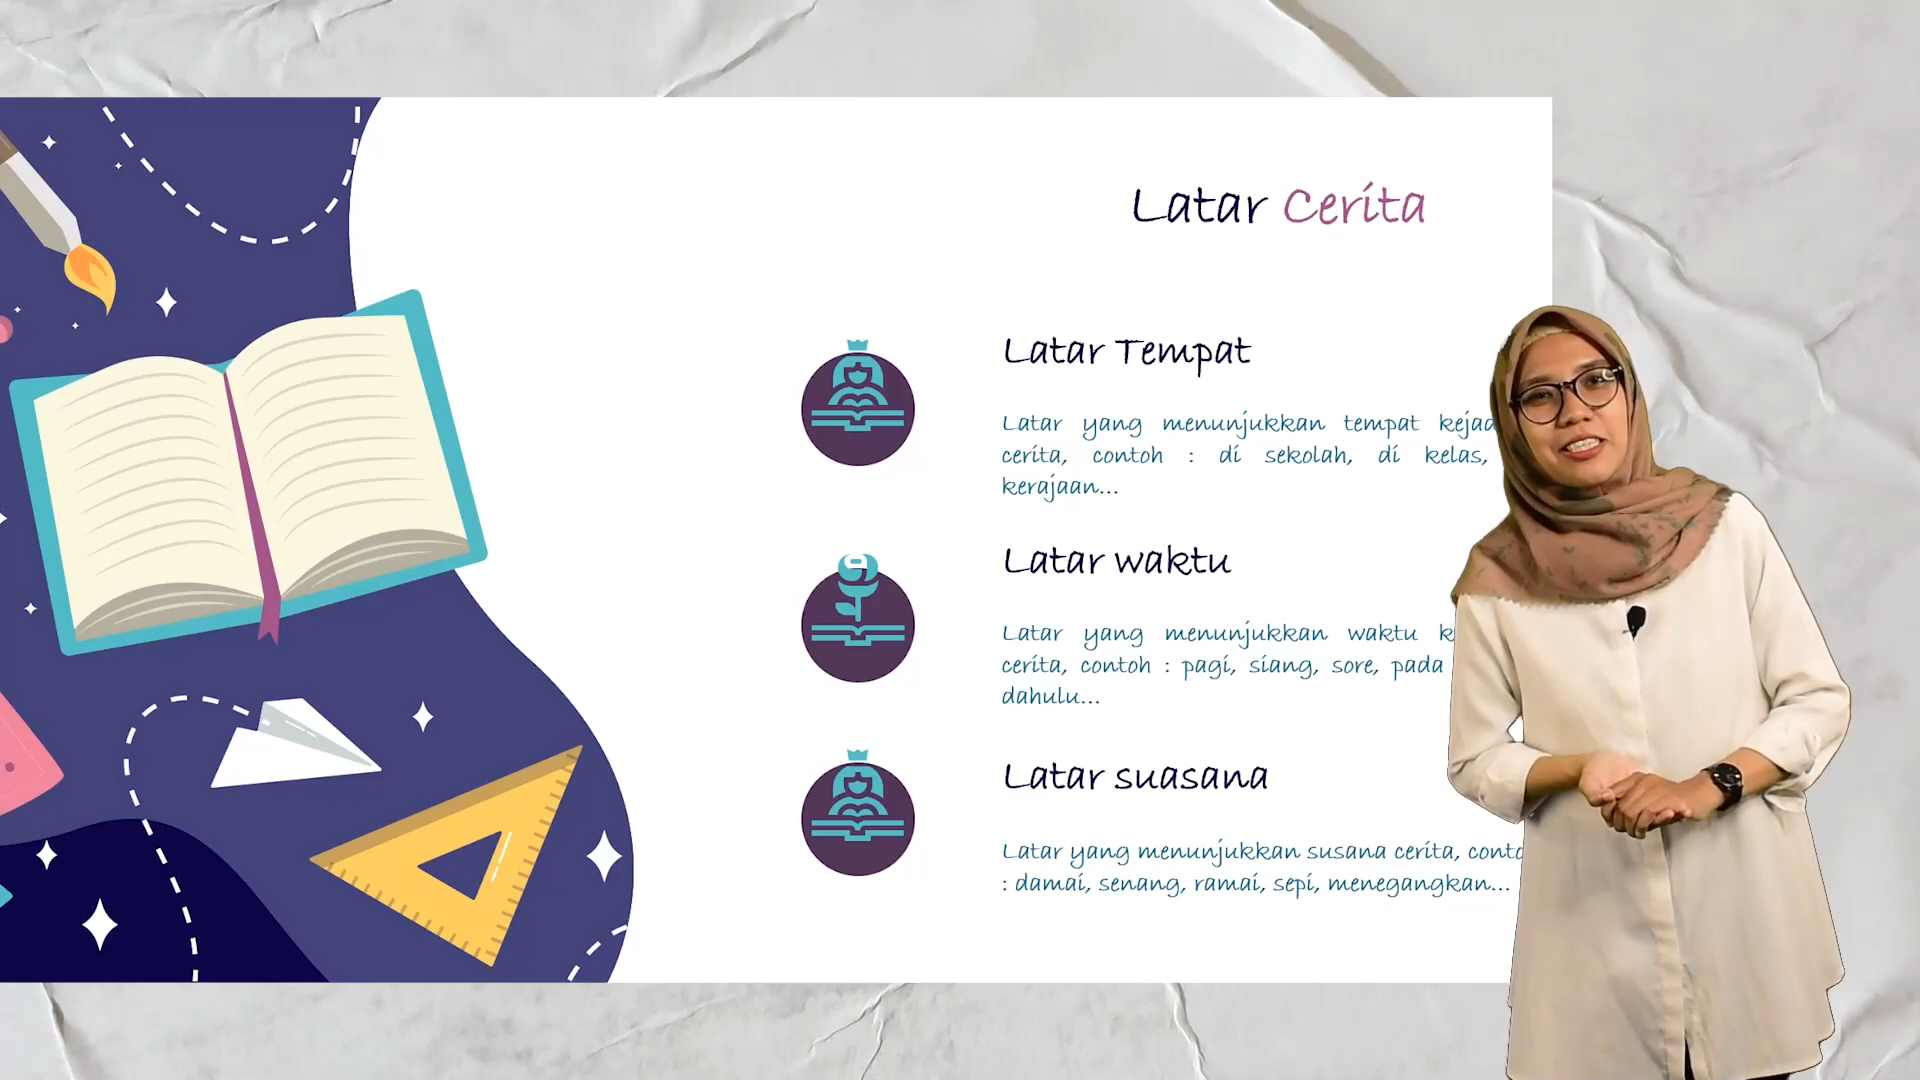 Latar Cerita
Latar Tempat
Latar yang menunjukkan tempat
cerita, contoh : di sekolah, di kelas,
kerajaan...
Latar waktu
Latar yang menunjukkan waktu
cerita, contoh : pagi, siang, sore, pada
dahulu...
Latar suasana
Latar yang menunjukkan susana cerita,
: damai, senang, ramai, sepi, menegangkan...